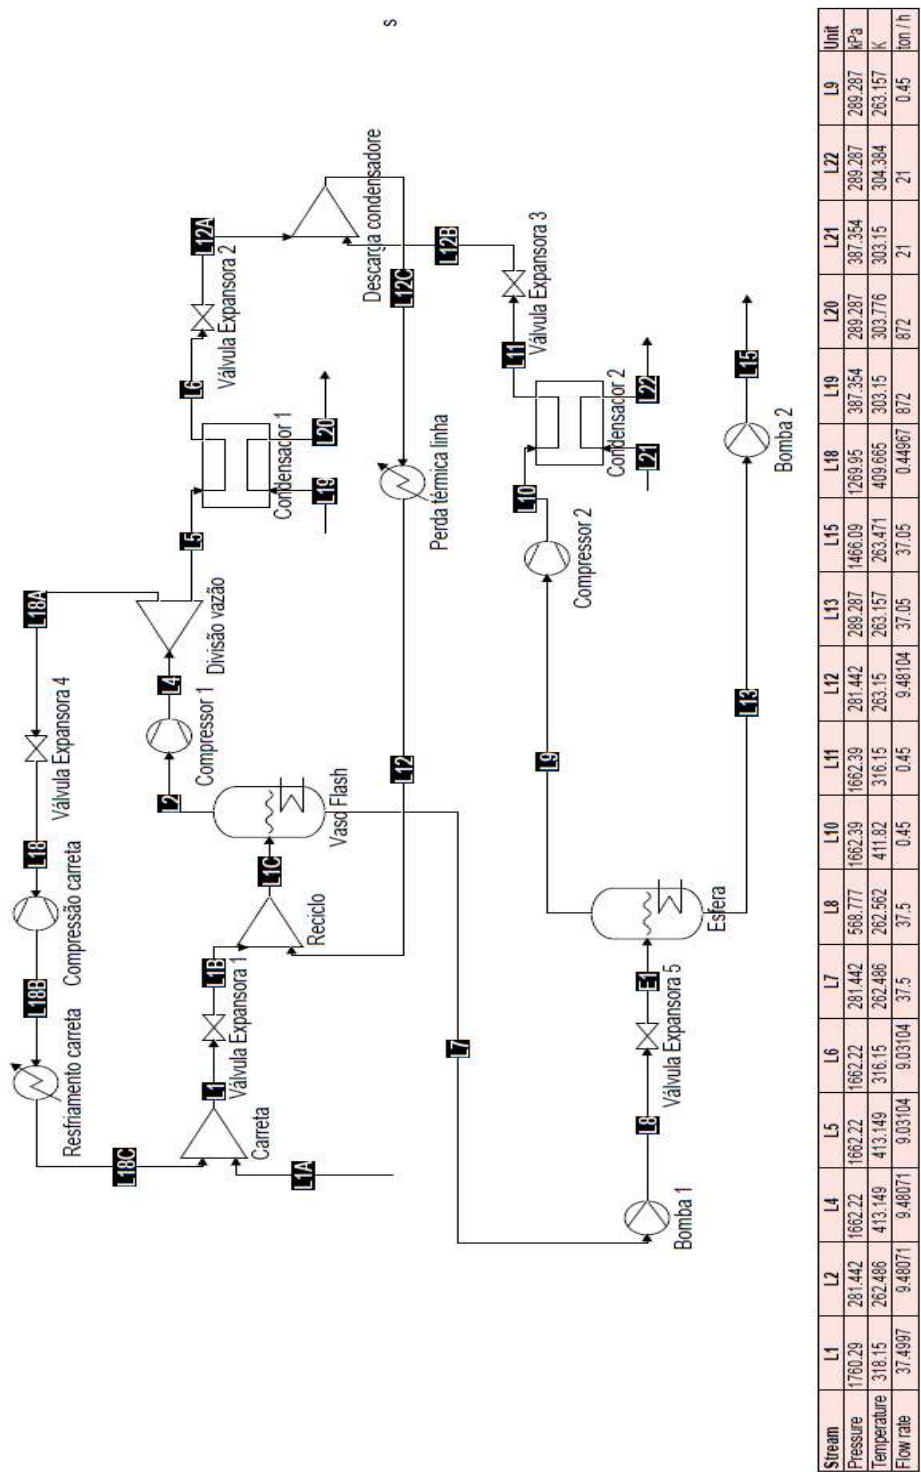 s
L18A
Válvula Expansora 4
L18
Compressão carreta
L18B
Resfriamento carreta
L18C
L12A
Válvula Expansora 2
L6
Condensador 1
L20
L19
L5
Divisão vazão
L4
Compressor 1
L2
Vaso Flash
L1C
Reciclo
L1B
Válvula Expansora 1
L1
Carreta
L1A
Descarga condensadore
L12C
L12B
Perda térmica linha
L12
Válvula Expansora 3
L11
Condensador 2
L22
L21
L10
Compressor 2
L9
L7
Esfera
E1
Válvula Expansora 5
L8
Bomba 1
L13
Bomba 2
L15
Stream L1 L2 L4 L5 L6 L7 L8 L10 L11 L12 L13 L15 L18 L19 L20 L21 L22 L9 Unit
Pressure 1760.29 281.442 1662.22 1662.22 1662.22 281.442 568.777 1662.39 1662.39 281.442 289.287 1466.09 1269.95 387.354 289.287 387.354 289.287 289.287 kPa
Temperature 318.15 262.486 413.149 413.149 316.15 262.486 262.562 411.82 316.15 263.15 263.157 263.471 409.665 303.15 303.776 303.15 304.384 263.157 K
Flow rate 37.4997 9.48071 9.48071 9.03104 9.03104 37.5 37.5 0.45 0.45 9.48104 37.05 37.05 0.44967 872 872 21 21 0.45 ton / h